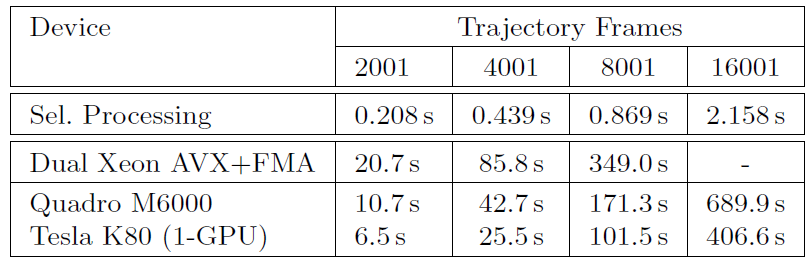 Device Trajectory Frames
2001 4001 8001 16001
Sel. Processing 0.208 s 0.439 s 0.869 s 2.158 s
Dual Xeon AVX+FMA 20.7 s 85.8 s 349.0 s -
Quadro M6000 10.7 s 42.7 s 171.3 s 689.9 s
Tesla K80 (1-GPU) 6.5 s 25.5 s 101.5 s 406.6 s